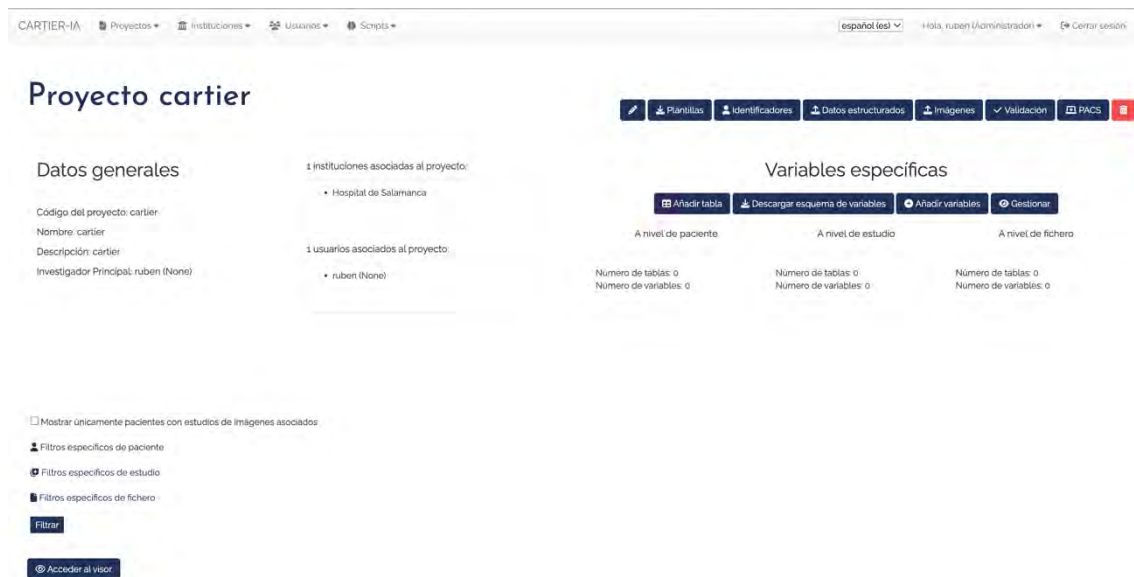 CARTIER-IA Proyectos Instituciones Usuarios Scripts español (es) Hola, ruben (Administrador) Cerrar sesión
Proyecto cartier
Plantillas Identificadores Datos estructurados Imágenes Validación PACS
Datos generales
Código del proyecto: cartier
Nombre: cartier
Descripción: cartier
Investigador Principal: ruben (None)
1 instituciones asociadas al proyecto:
• Hospital de Salamanca
1 usuarios asociados al proyecto:
• ruben (None)
Variables específicas
Añadir tabla Descargar esquema de variables Añadir variables Gestionar
A nivel de paciente A nivel de estudio A nivel de fichero
Número de tablas: 0 Número de tablas: 0 Número de tablas: 0
Número de variables: 0 Número de variables: 0 Número de variables: 0
Mostrar únicamente pacientes con estudios de imágenes asociados
Filtros específicos de paciente
Filtros específicos de estudio
Filtros específicos de fichero
Filtrar
Acceder al visor